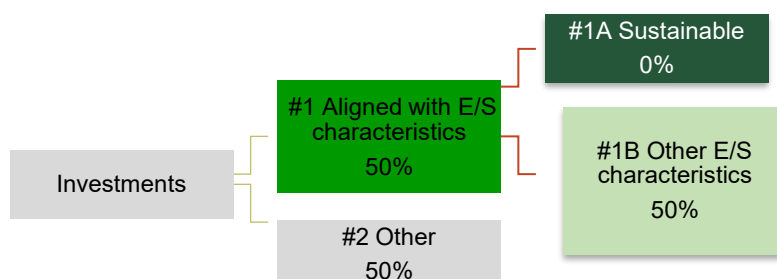 #1A Sustainable
0%
#1 Aligned with E/S
characteristics
50%
#1B Other E/S
characteristics
50%
Investments
#2 Other
50%